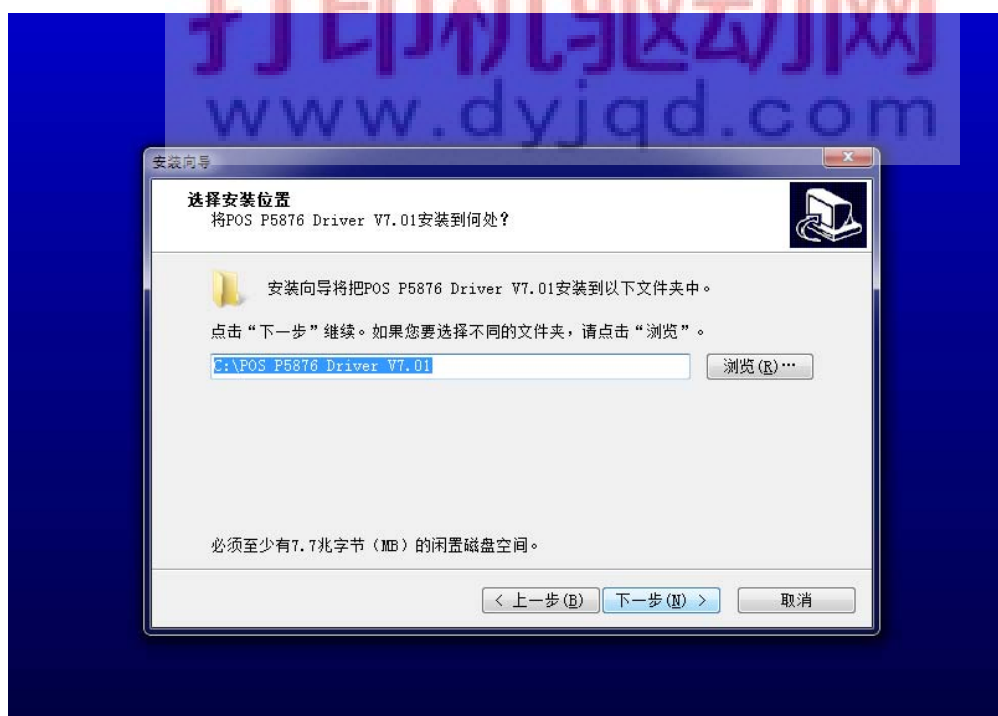 打印机驱动网
www.dyjqd.com
安装向导
选择安装位置
将POS P5876 Driver V7.01安装到何处?
安装向导将把POS P5876 Driver V7.01安装到以下文件夹中。
点击“下一步”继续。如果您要选择不同的文件夹,请点击“浏览”。
C:\POS P5876 Driver V7.01
浏览(R)…
必须至少有7.7兆字节(MB)的闲置磁盘空间。
< 上一步(B) 下一步(N) > 取消